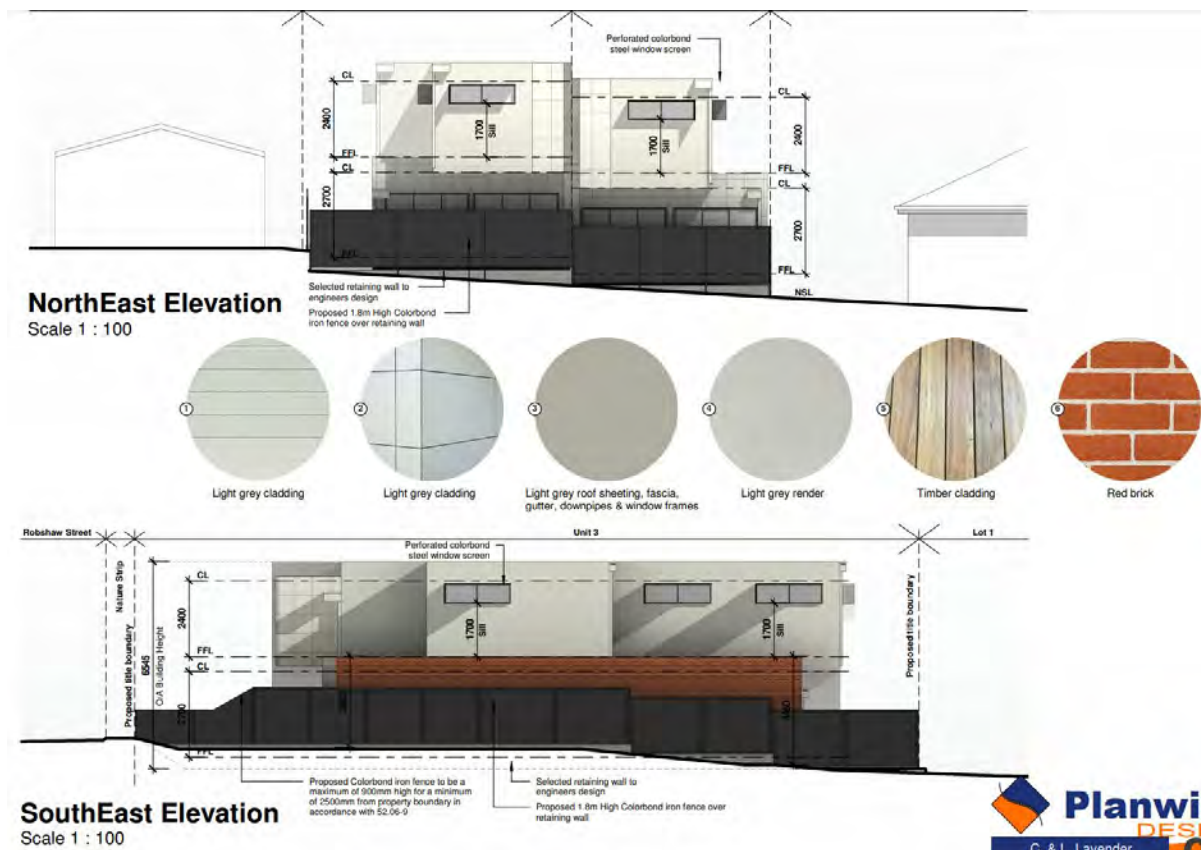 Perforated colorbond
steel window screen
CL
CL
2400
1700
Sill
1700
Sill
2400
FFL
CL
FFL
CL
2700
2700
FFL
FFL
NSL
Selected retaining wall to
engineers design
Proposed 1.8m High Colorbond
iron fence over retaining wall
NorthEast Elevation
Scale 1 : 100
1
2
3
4
5
6
Light grey cladding
Light grey cladding
Light grey roof sheeting, fascia,
gutter, downpipes & window frames
Light grey render
Timber cladding
Red brick
Robshaw Street
Unit 3
Lot 1
Nature Strip
Proposed title boundary
Perforated colorbond
steel window screen
CL
2400
1700
Sill
1700
Sill
FFL
CL
6545
O/A Building Height
2700
FFL
Proposed title boundary
Proposed Colorbond iron fence to be a
maximum of 900mm high for a minimum
of 2500mm from property boundary in
accordance with 52.06-9
Selected retaining wall to
engineers design
Proposed 1.8m High Colorbond iron fence over
retaining wall
SouthEast Elevation
Scale 1 : 100
Planwi
DES
C. & L. Lavender